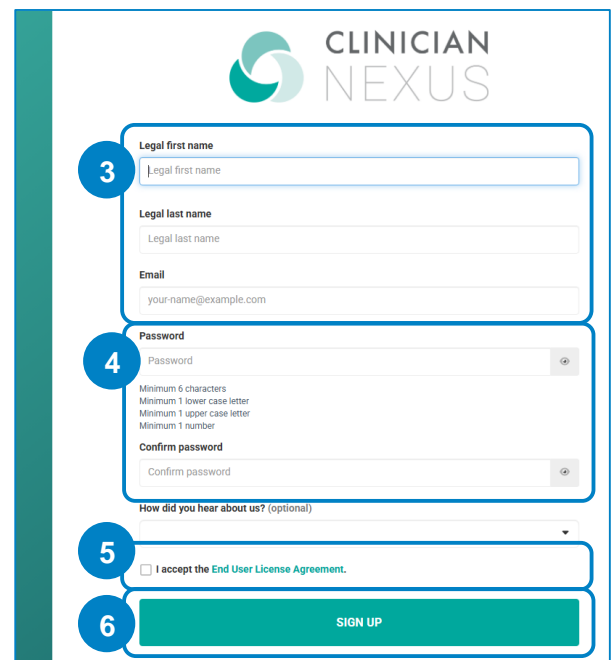 CLINICIAN
NEXUS
3
Legal first name
Legal first name
Legal last name
Legal last name
Email
your-name@example.com
4
Password
Password
Minimum 6 characters
Minimum 1 lower case letter
Minimum 1 upper case letter
Minimum 1 number
Confirm password
Confirm password
How did you hear about us? (optional)
5
I accept the End User License Agreement.
6
SIGN UP